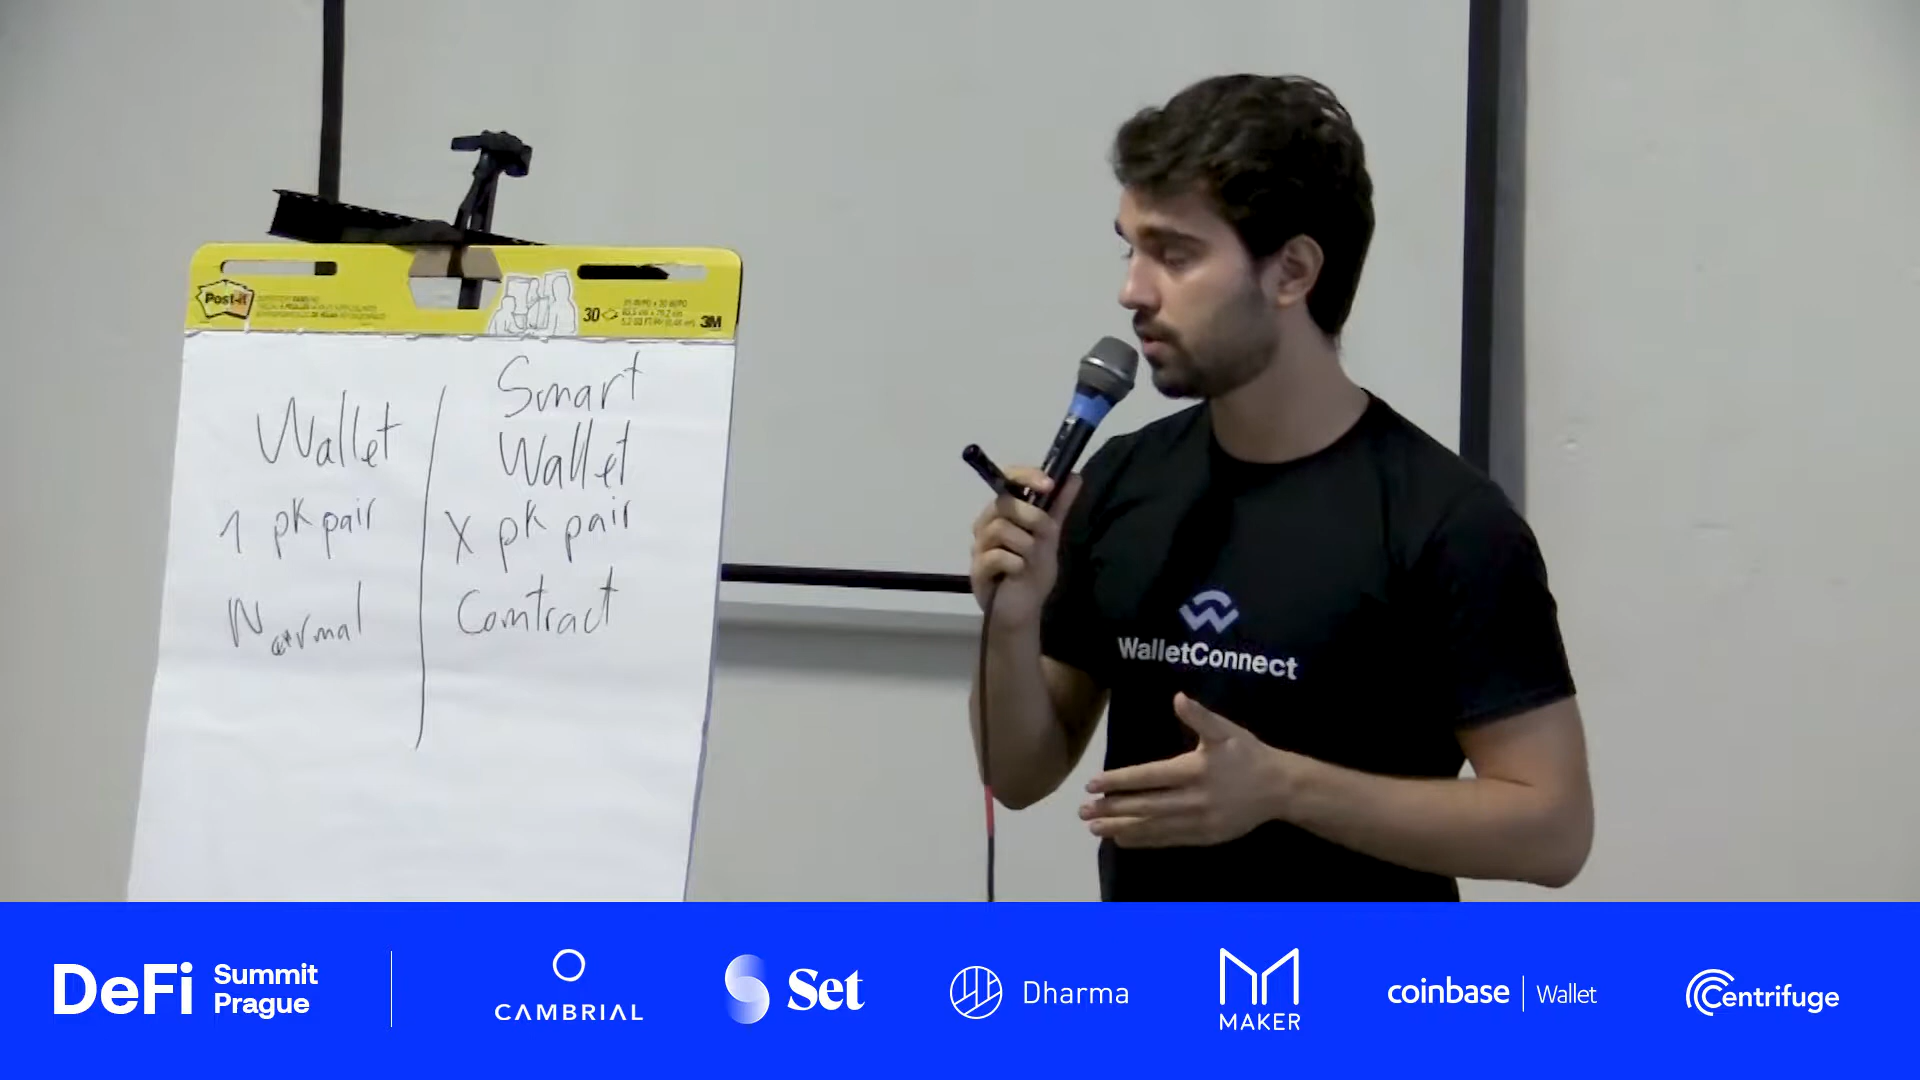 Post-it
30
3M
Smart
Wallet
Wallet
1 pk pair
X pk pair
Normal
Contract
WalletConnect
DeFi Summit Prague
CAMBRIAL
Set
Dharma
MAKER
coinbase | Wallet
Centrifuge